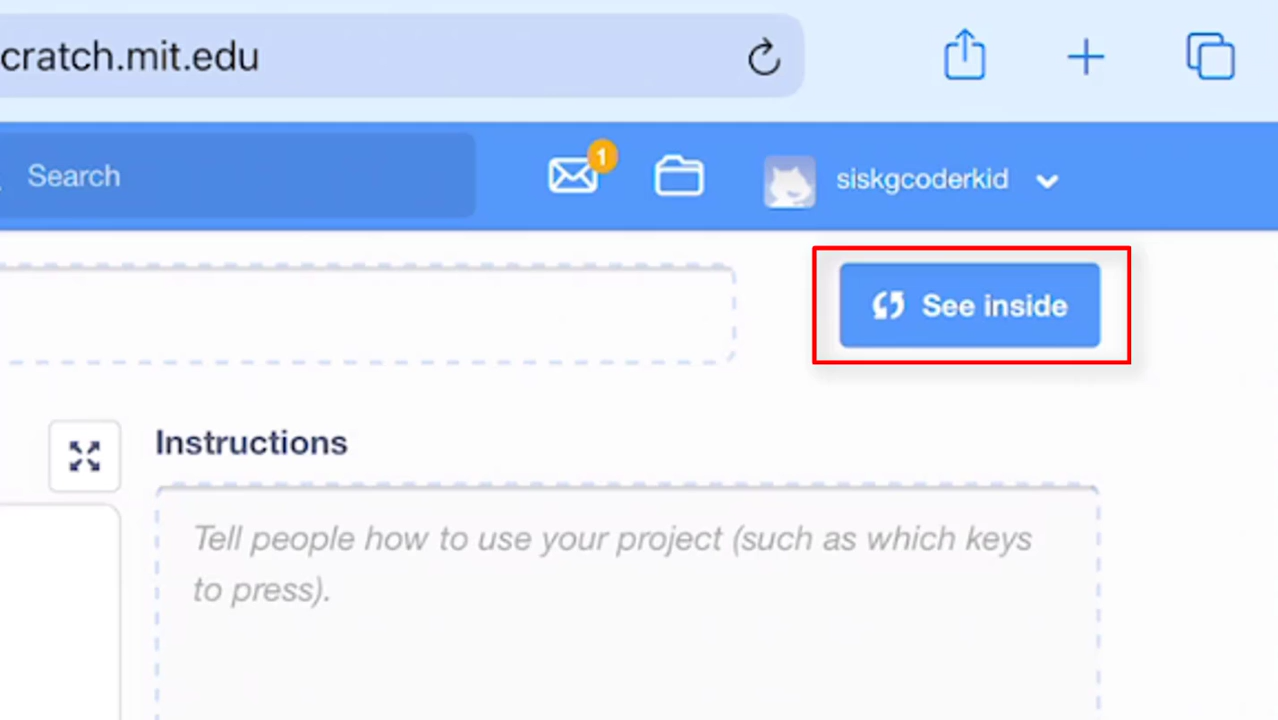 cratch.mit.edu
Search
1
siskgcoderkid
See inside
Instructions
Tell people how to use your project (such as which keys
to press).